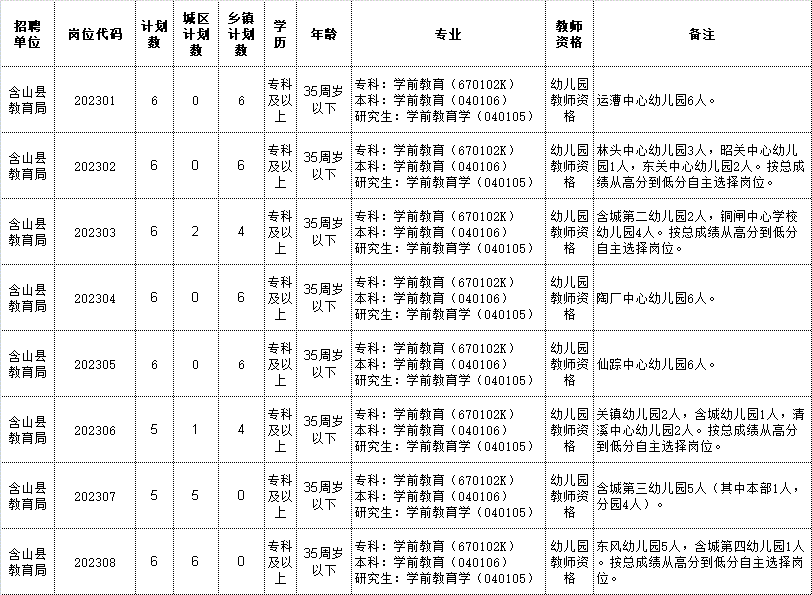 招聘单位 岗位代码 计划数 城区计划数 乡镇计划数 学历 年龄 专业 教师资格 备注
含山县教育局 202301 6 0 6 专科及以上 35周岁以下 专科：学前教育（670102K）
本科：学前教育（040106）
研究生：学前教育学（040105） 幼儿园教师资格 运漕中心幼儿园6人。
含山县教育局 202302 6 0 6 专科及以上 35周岁以下 专科：学前教育（670102K）
本科：学前教育（040106）
研究生：学前教育学（040105） 幼儿园教师资格 林头中心幼儿园3人，昭关中心幼儿
园1人，东关中心幼儿园2人。按总成
绩从高分到低分自主选择岗位。
含山县教育局 202303 6 2 4 专科及以上 35周岁以下 专科：学前教育（670102K）
本科：学前教育（040106）
研究生：学前教育学（040105） 幼儿园教师资格 含城第二幼儿园2人，铜闸中心学校
幼儿园4人。按总成绩从高分到低分
自主选择岗位。
含山县教育局 202304 6 0 6 专科及以上 35周岁以下 专科：学前教育（670102K）
本科：学前教育（040106）
研究生：学前教育学（040105） 幼儿园教师资格 陶厂中心幼儿园6人。
含山县教育局 202305 6 0 6 专科及以上 35周岁以下 专科：学前教育（670102K）
本科：学前教育（040106）
研究生：学前教育学（040105） 幼儿园教师资格 仙踪中心幼儿园6人。
含山县教育局 202306 5 1 4 专科及以上 35周岁以下 专科：学前教育（670102K）
本科：学前教育（040106）
研究生：学前教育学（040105） 幼儿园教师资格 关镇幼儿园2人，含城幼儿园1人，清
溪中心幼儿园2人。按总成绩从高分
到低分自主选择岗位。
含山县教育局 202307 5 5 0 专科及以上 35周岁以下 专科：学前教育（670102K）
本科：学前教育（040106）
研究生：学前教育学（040105） 幼儿园教师资格 含城第三幼儿园5人（其中本部1人，
分园4人）。
含山县教育局 202308 6 6 0 专科及以上 35周岁以下 专科：学前教育（670102K）
本科：学前教育（040106）
研究生：学前教育学（040105） 幼儿园教师资格 东风幼儿园5人，含城第四幼儿园1人
。按总成绩从高分到低分自主选择岗
位。